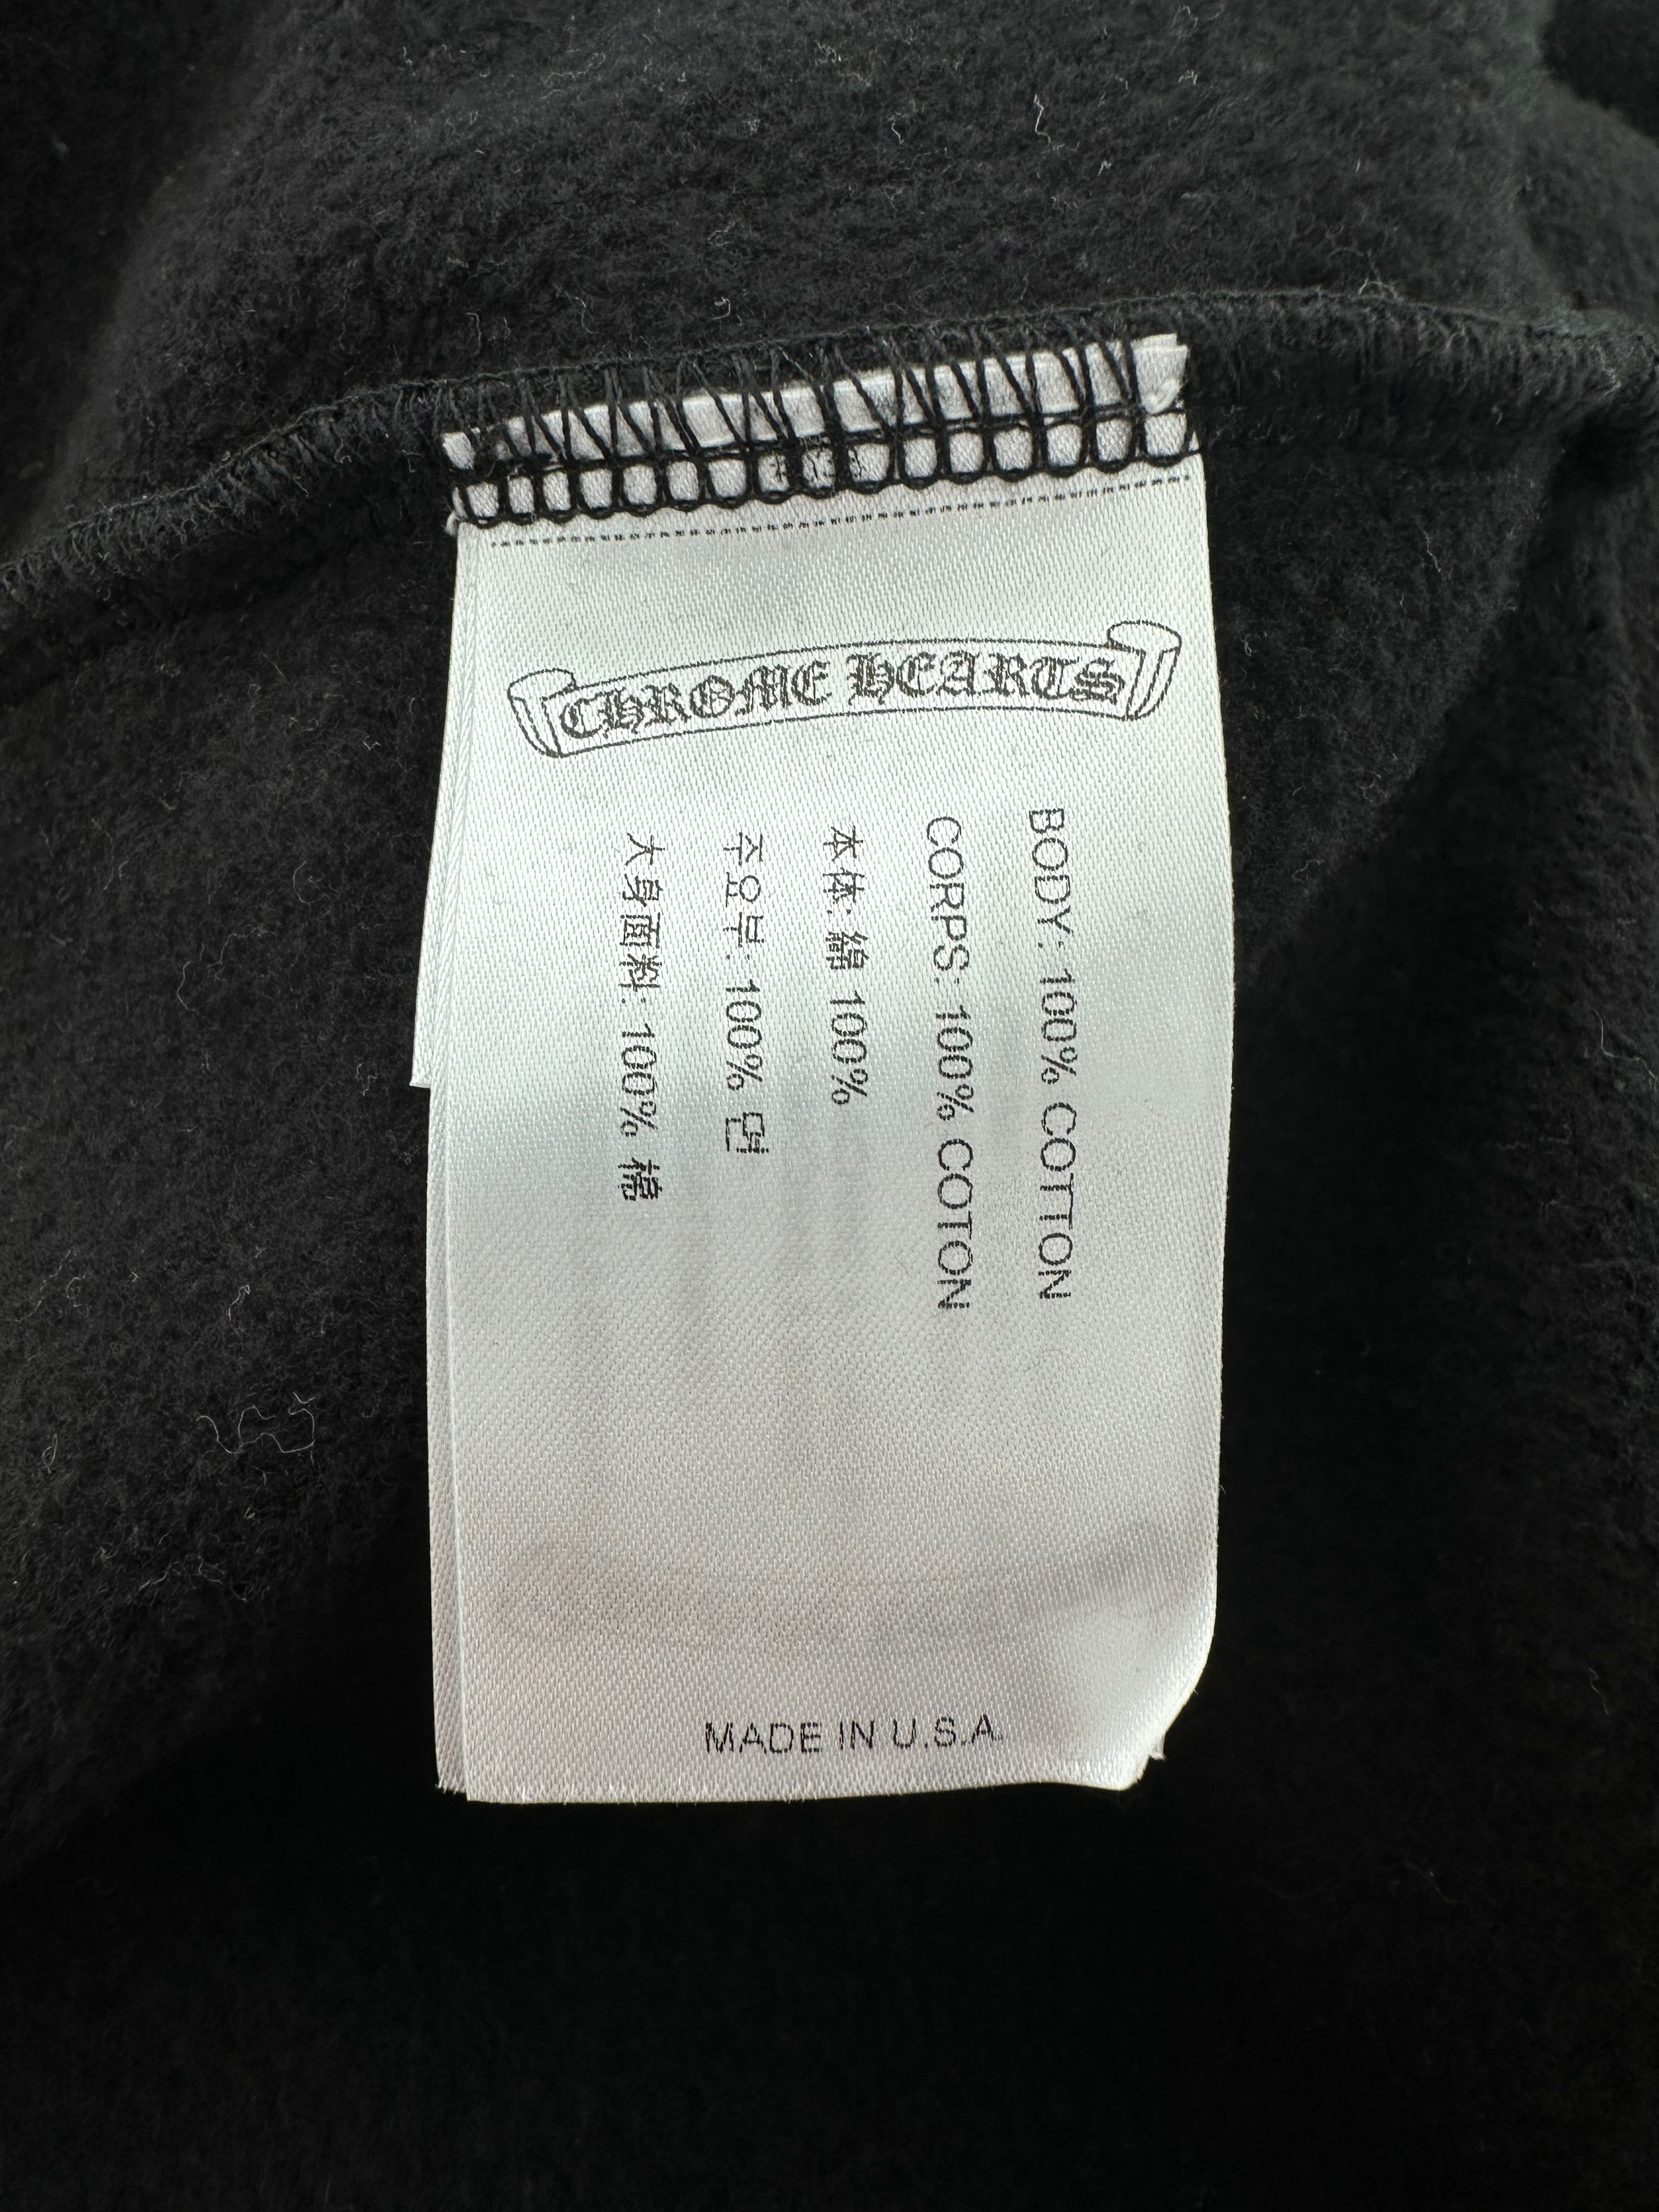 CHROME HEARTS
BODY: 100% COTTON
CORPS: 100% COTON
本体: 綿 100%
주요부: 100% 면
大身面料: 100% 棉
MADE IN U.S.A.